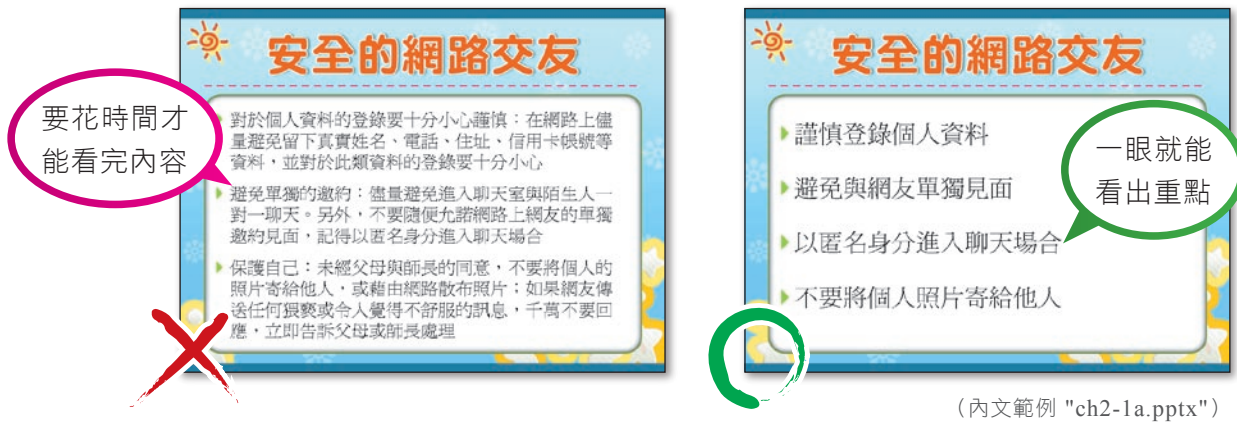 安全的網路交友
要花時間才
能看完內容
對於個人資料的登錄要十分小心謹慎：在網路上儘
量避免留下真實姓名、電話、住址、信用卡帳號等
資料，並對於此類資料的登錄要十分小心
避免單獨的邀約：儘量避免進入聊天室與陌生人一
對一聊天。另外，不要隨便允諾網路上網友的單獨
邀約見面，記得以匿名身分進入聊天場合
保護自己：未經父母與師長的同意，不要將個人的
照片寄給他人，或藉由網路散布照片；如果網友傳
送任何猥褻或令人覺得不舒服的訊息，千萬不要回
應，立即告訴父母或師長處理
安全的網路交友
謹慎登錄個人資料
避免與網友單獨見面
以匿名身分進入聊天場合
不要將個人照片寄給他人
一眼就能
看出重點
（內文範例 "ch2-1a.pptx"）